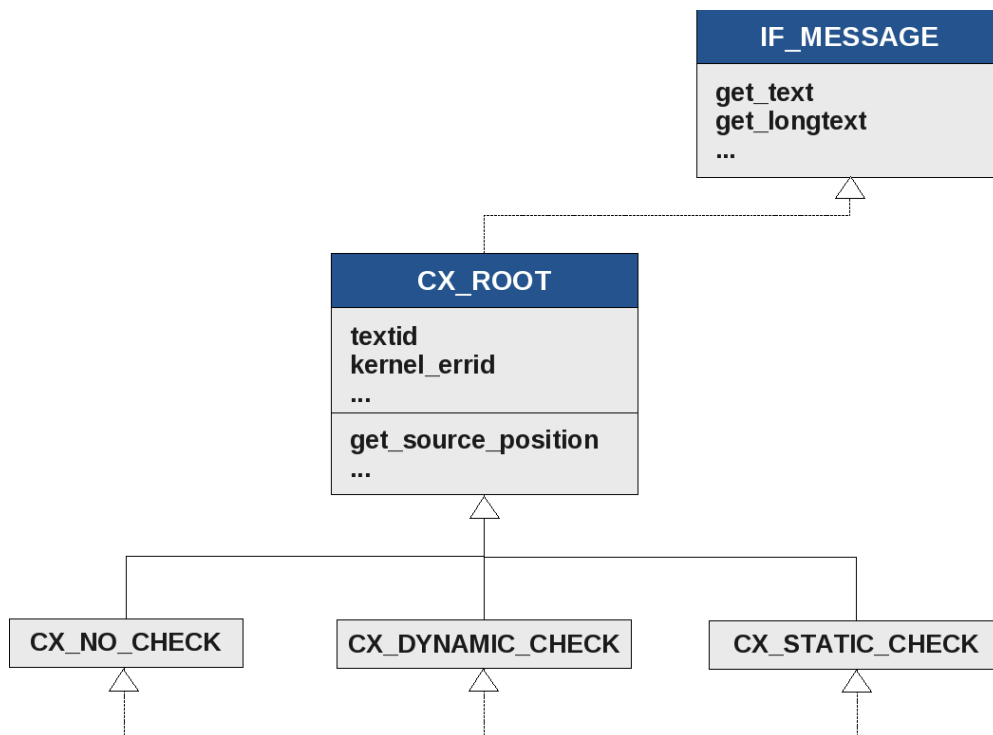 IF_MESSAGE
get_text
get_longtext
...
CX_ROOT
textid
kernel_errid
...
get_source_position
...
CX_NO_CHECK
CX_DYNAMIC_CHECK
CX_STATIC_CHECK